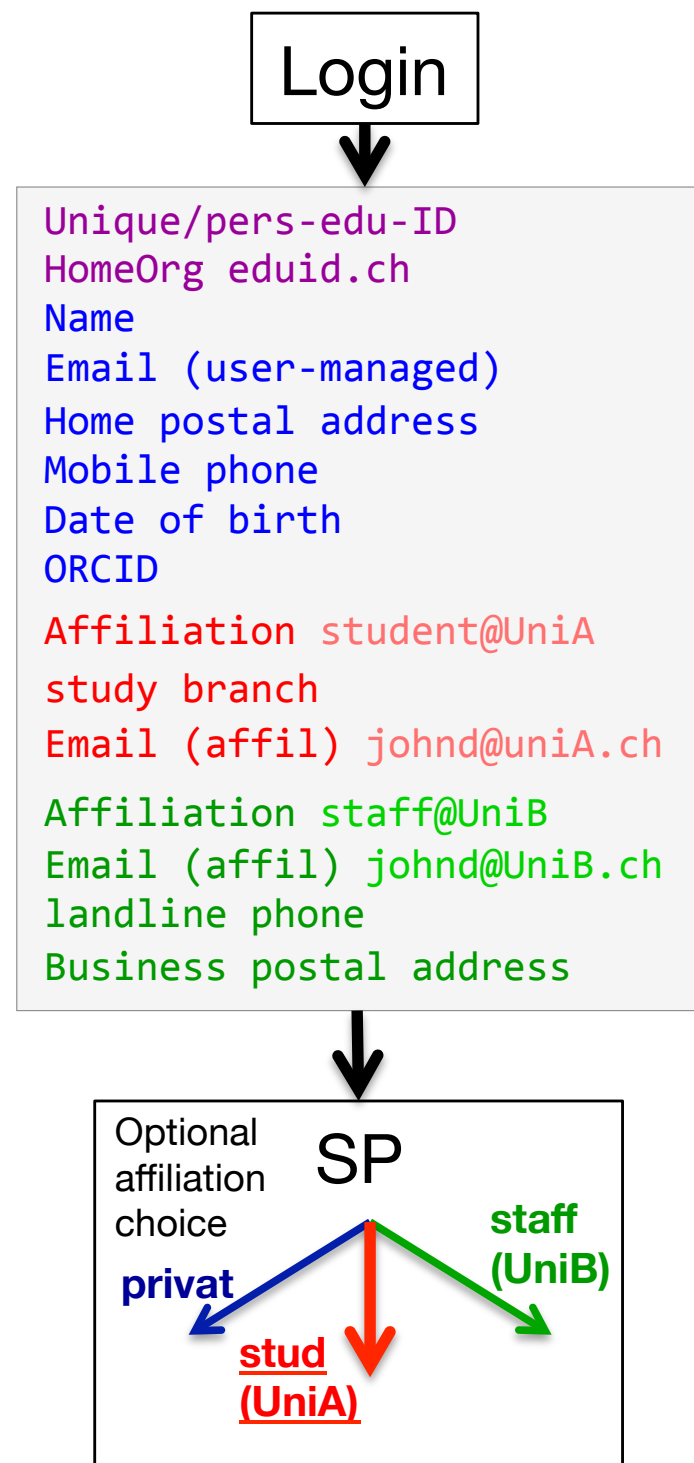 Login
Unique/pers-edu-ID
HomeOrg eduid.ch
Name
Email (user-managed)
Home postal address
Mobile phone
Date of birth
ORCID
Affiliation student@UniA
study branch
Email (affil) johnd@uniA.ch
Affiliation staff@UniB
Email (affil) johnd@UniB.ch
landline phone
Business postal address
Optional
affiliation
choice
SP
staff
(UniB)
privat
stud
(UniA)